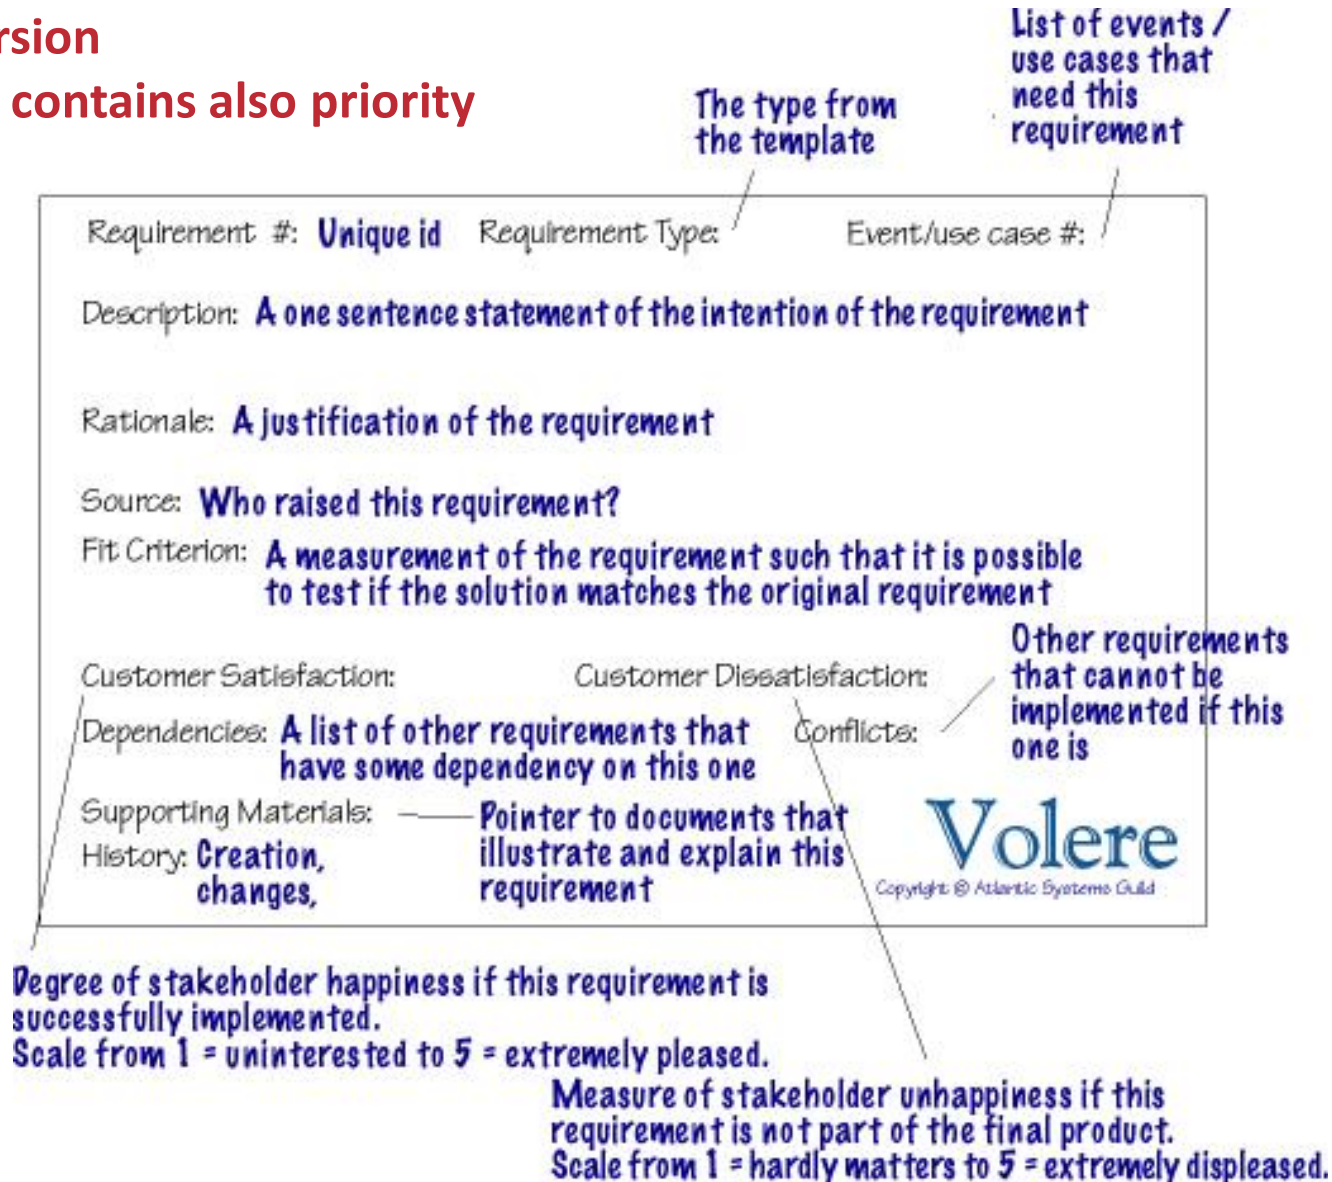 rsion
contains also priority
List of events /
use cases that
need this
requirement
The type from
the template
Requirement #: Unique id Requirement Type: Event/use case #:
Description: A one sentence statement of the intention of the requirement
Rationale: A justification of the requirement
Source: Who raised this requirement?
Fit Criterion: A measurement of the requirement such that it is possible
to test if the solution matches the original requirement
Other requirements
that cannot be
implemented if this
one is
Customer Satisfaction: Customer Dissatisfaction:
Dependencies: A list of other requirements that
have some dependency on this one
Conflicts:
Supporting Materials: Pointer to documents that
illustrate and explain this
requirement
History: Creation,
changes,
Volere
Copyright © Atlantic Systems Guild
Degree of stakeholder happiness if this requirement is
successfully implemented.
Scale from 1 = uninterested to 5 = extremely pleased.
Measure of stakeholder unhappiness if this
requirement is not part of the final product.
Scale from 1 = hardly matters to 5 = extremely displeased.